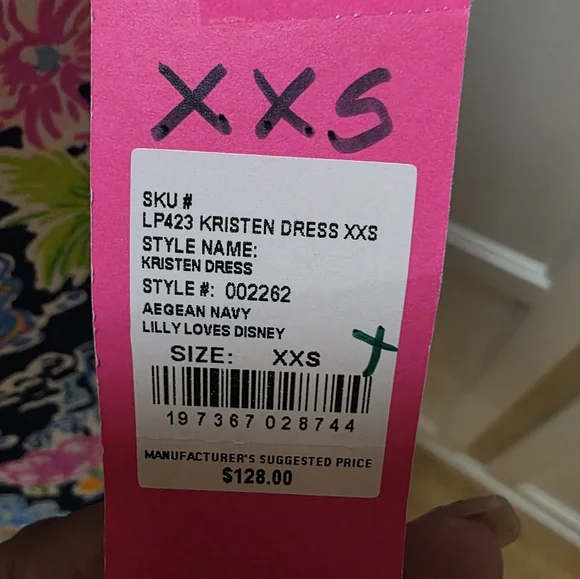 XXS
SKU #
LP423 KRISTEN DRESS XXS
STYLE NAME:
KRISTEN DRESS
STYLE #: 002262
AEGEAN NAVY
LILLY LOVES DISNEY
SIZE: XXS
197367028744
MANUFACTURER'S SUGGESTED PRICE
$128.00